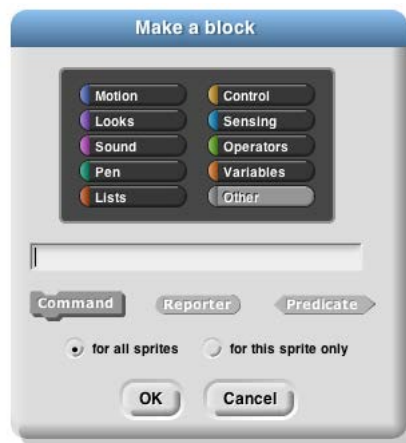 Make a block
Motion Control
Looks Sensing
Sound Operators
Pen Variables
Lists Other
Command Reporter Predicate
for all sprites for this sprite only
OK Cancel